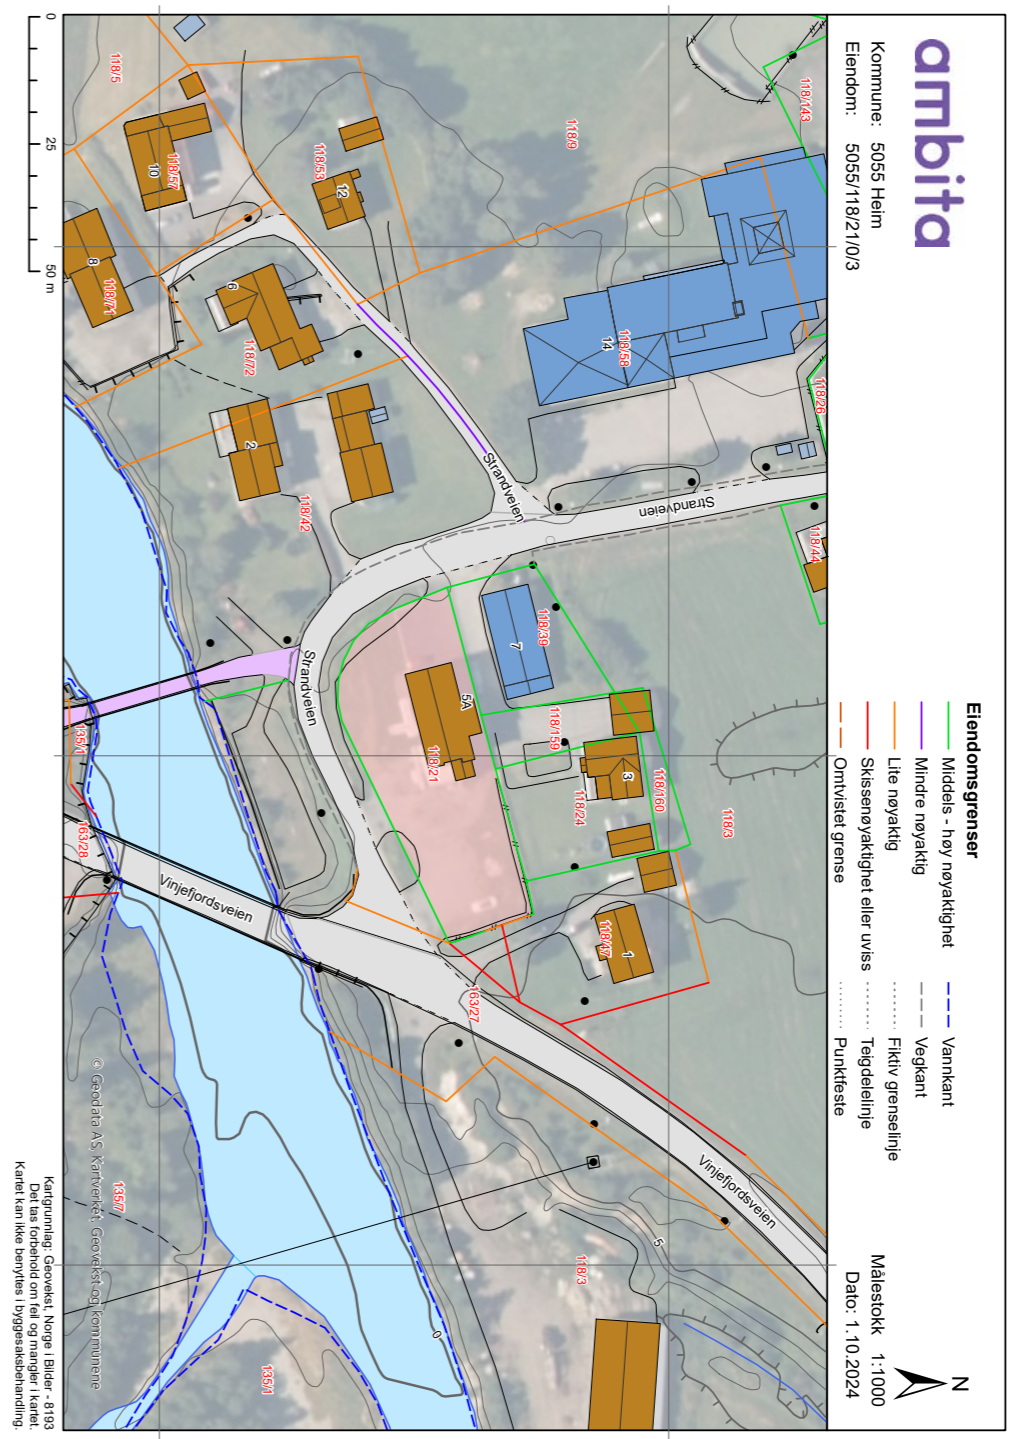 ambita
Kommune: 5055 Heim
Eiendom: 5055/118/21/0/3
Eiendomsgrenser
Middels - høy nøyaktighet
Mindre nøyaktig
Lite nøyaktig
Skissenøyaktighet eller uviss
Omtvistet grense
Vannkant
Vegkant
Fiktiv grenselinje
Teigdelelinje
Punktfeste
N
Målestokk 1:1000
Dato: 1.10.2024
118/143
118/26
118/44
118/9
118/58
14
118/5
118/53
12
118/57
10
8
118/71
6
118/72
2
118/42
Strandveien
Strandveien
Strandveien
118/39
7
5A
118/21
118/159
118/24
3
118/160
118/3
118/47
1
163/27
135/1
163/28
Vinjefjordsveien
Vinjefjordsveien
118/3
5
0
135/7
135/1
© Geodata AS, Kartverket, Geovekst og kommunene
0 25 50 m
Kartgrunnlag: Geovekst, Norge i Bilder - 8193
Det tas forbehold om feil og mangler i kartet.
Kartet kan ikke benyttes i byggesaksbehandling.